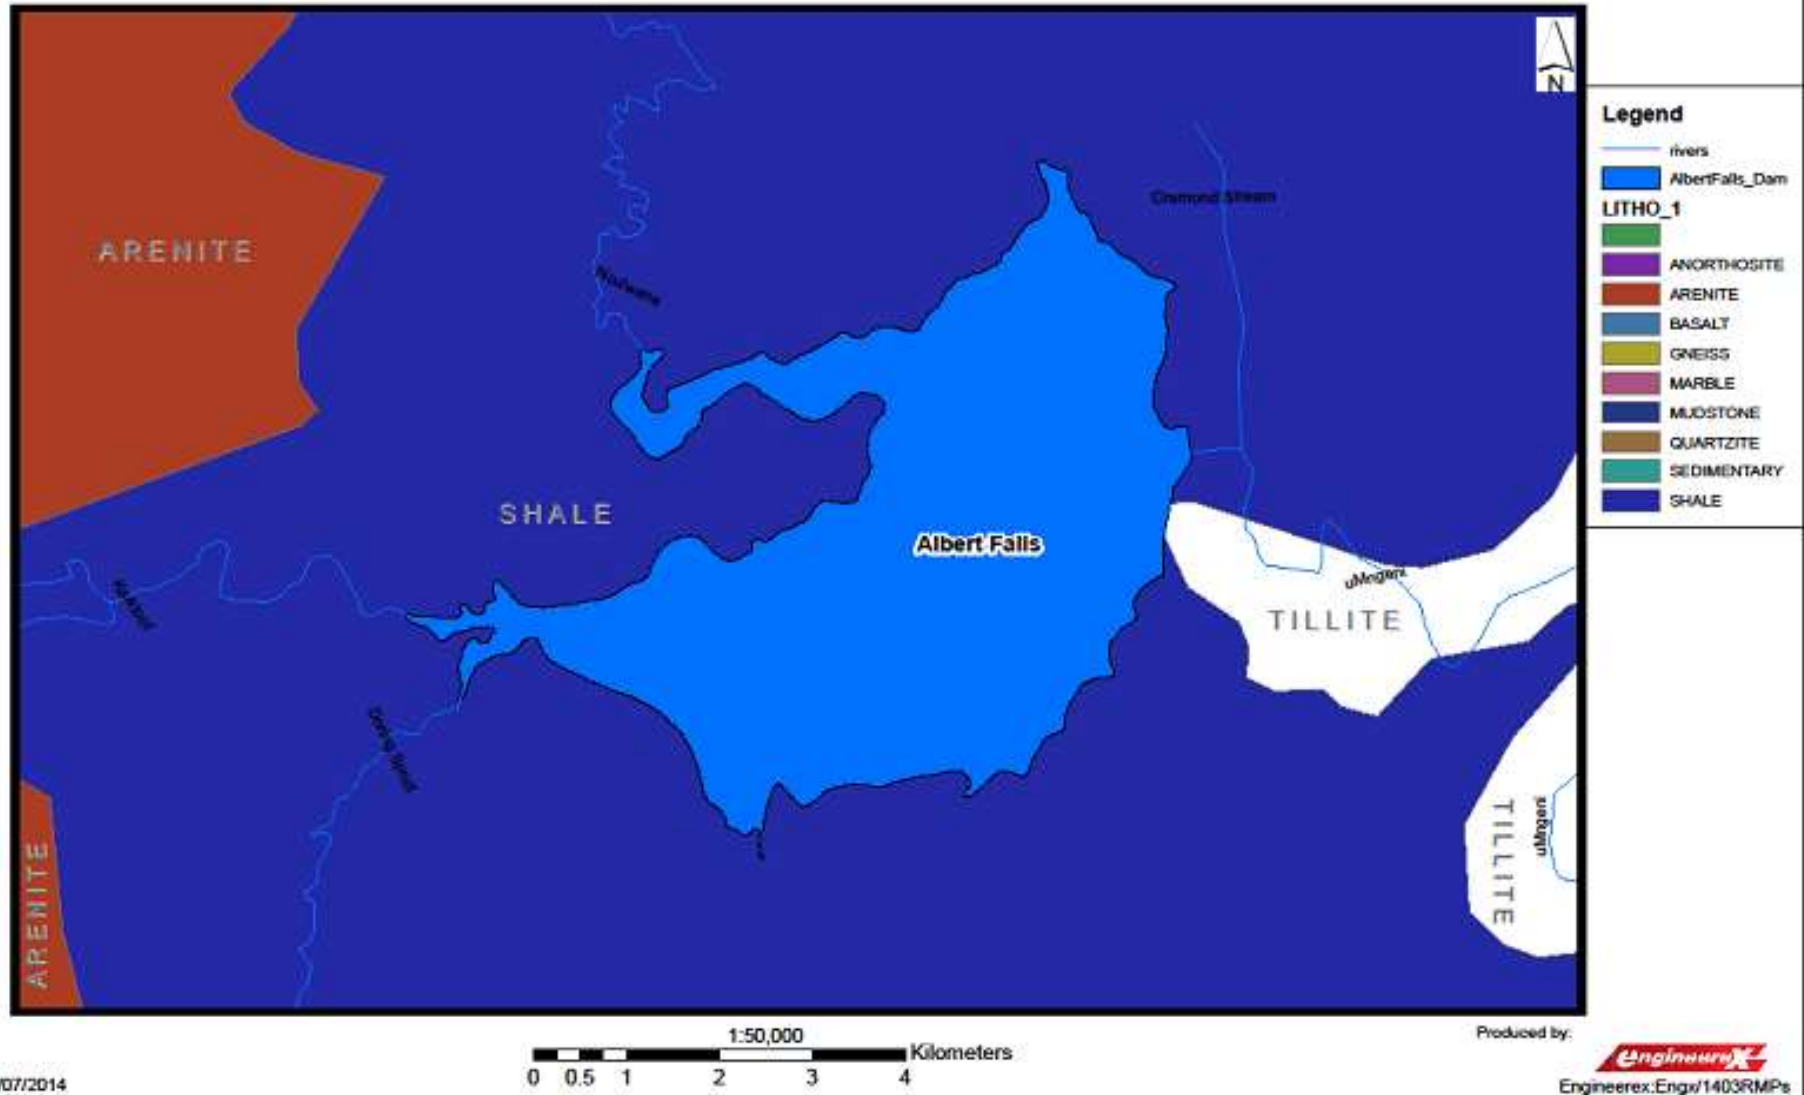 N
Legend
rivers
AlbertFalls_Dam
LITHO_1
ANORTHOSITE
ARENITE
BASALT
GNEISS
MARBLE
MUDSTONE
QUARTZITE
SEDIMENTARY
SHALE
ARENITE
Stream
SHALE
Albert Falls
uMngeni
TILLITE
Spruit
TILLITE
uMngeni
ARENITE
1:50,000
Kilometers
0 0.5 1 2 3 4
Produced by:
EngineereX
/07/2014
Engineerex:Engx/1403RMPs